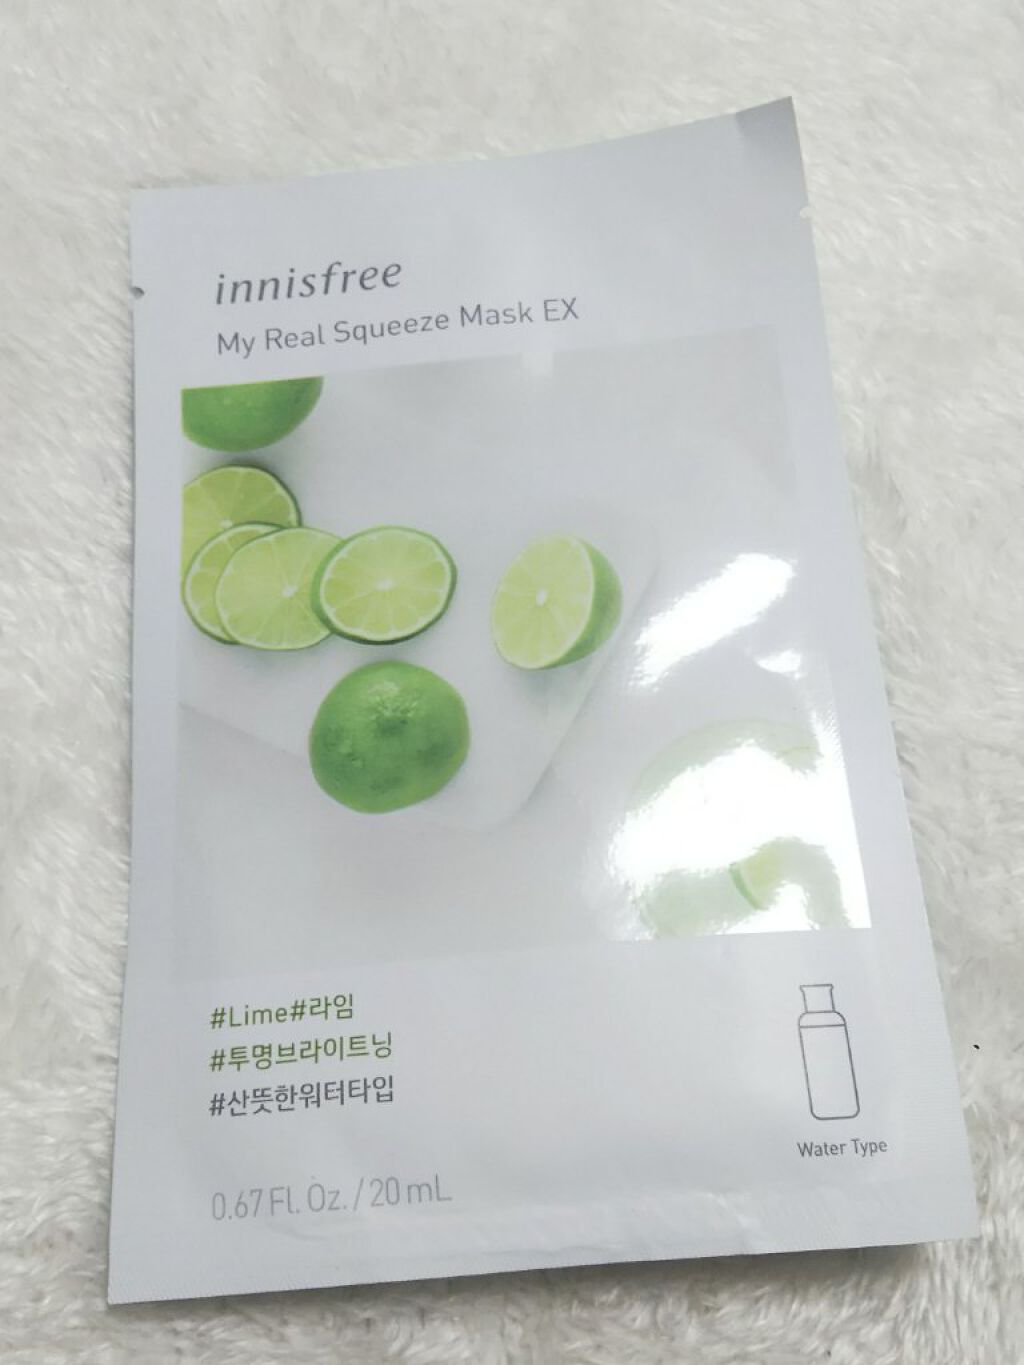 innisfree
My Real Squeeze Mask EX
#Lime#라임
#투명브라이트닝
#산뜻한워터타입
Water Type
0.67 Fl. Oz. / 20 mL